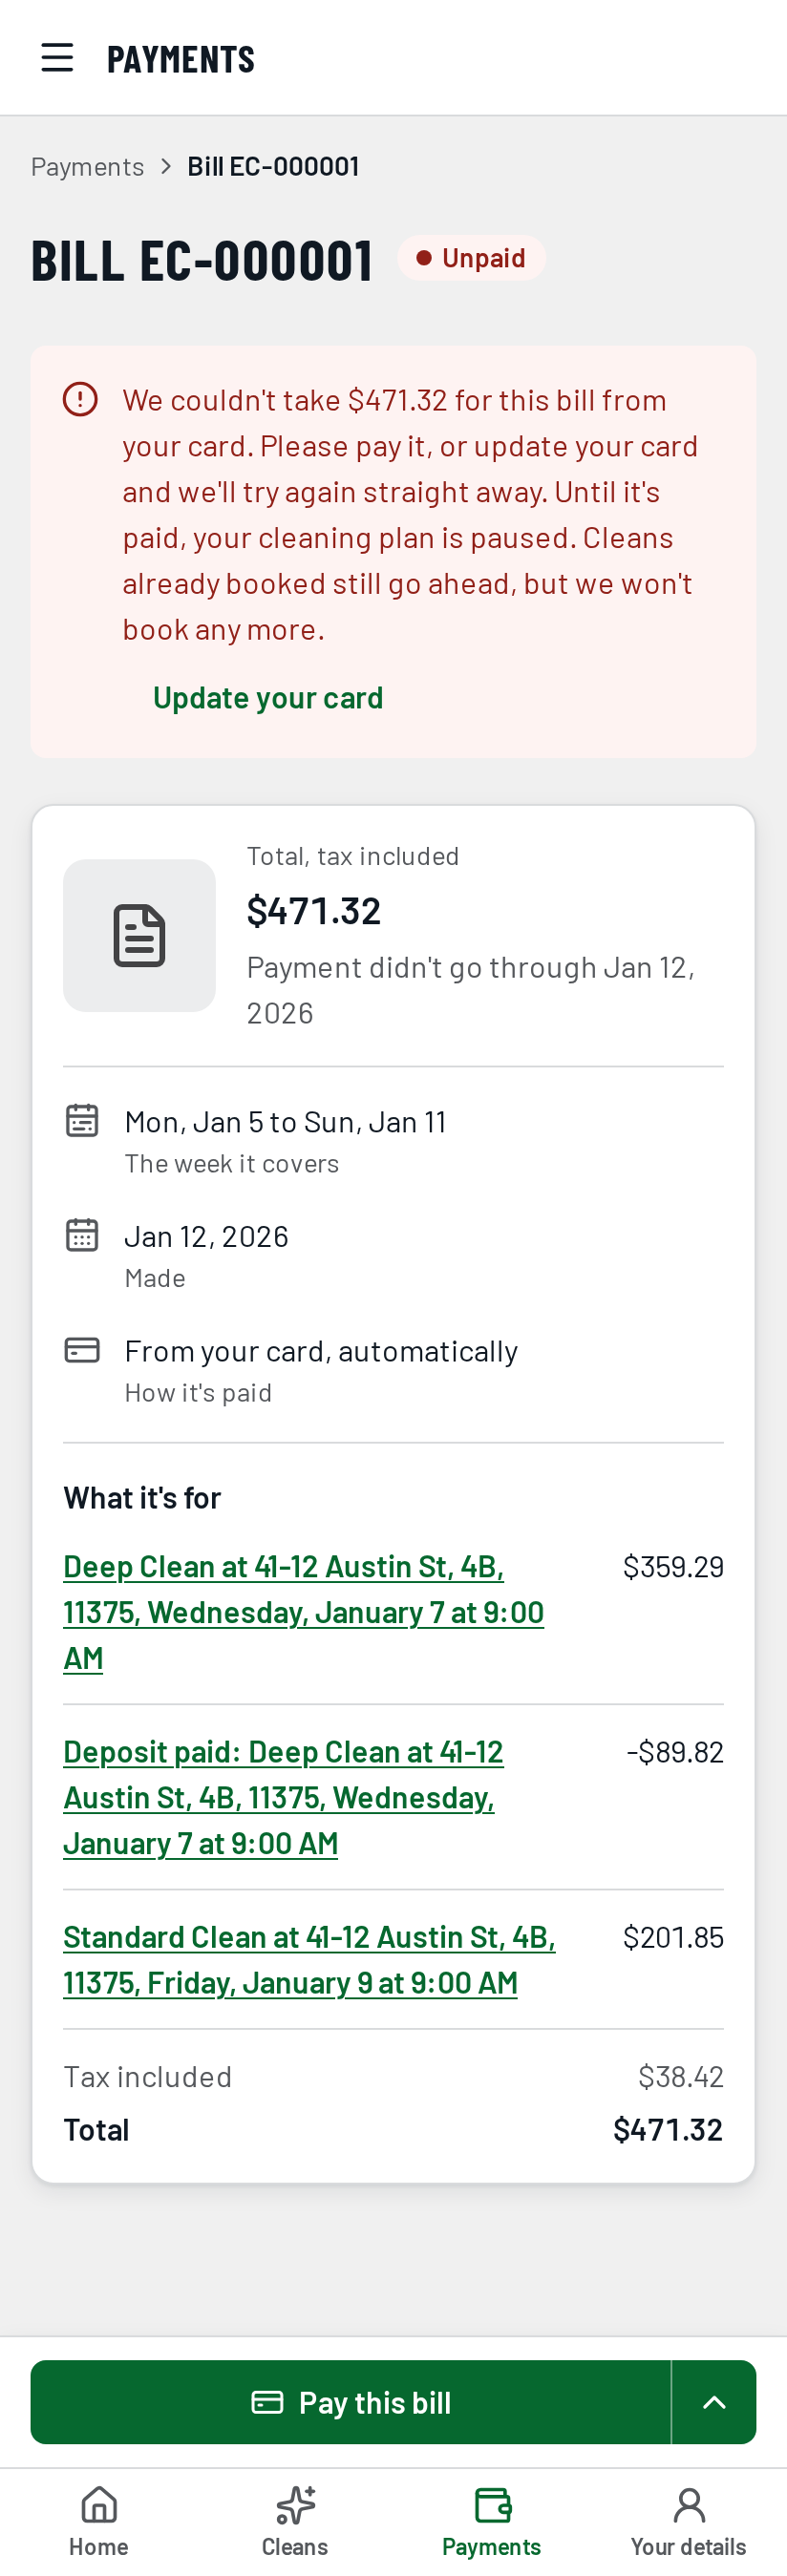 PAYMENTS
Payments > Bill EC-000001
BILL EC-000001 Unpaid
We couldn't take $471.32 for this bill from
your card. Please pay it, or update your card
and we'll try again straight away. Until it's
paid, your cleaning plan is paused. Cleans
already booked still go ahead, but we won't
book any more.
Update your card
Total, tax included
$471.32
Payment didn't go through Jan 12,
2026
Mon, Jan 5 to Sun, Jan 11
The week it covers
Jan 12, 2026
Made
From your card, automatically
How it's paid
What it's for
Deep Clean at 41-12 Austin St, 4B, $359.29
11375, Wednesday, January 7 at 9:00
AM
Deposit paid: Deep Clean at 41-12 -$89.82
Austin St, 4B, 11375, Wednesday,
January 7 at 9:00 AM
Standard Clean at 41-12 Austin St, 4B, $201.85
11375, Friday, January 9 at 9:00 AM
Tax included $38.42
Total $471.32
Pay this bill
Home Cleans Payments Your details